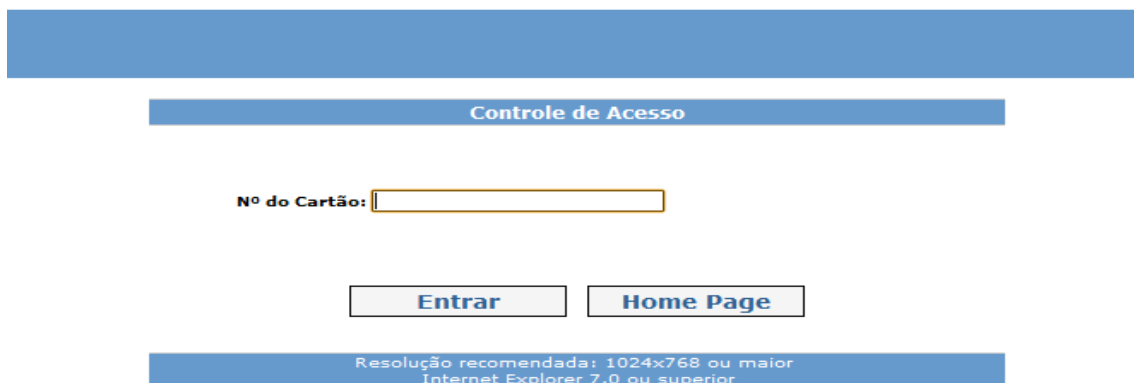 Controle de Acesso
Nº do Cartão:
Entrar Home Page
Resolução recomendada: 1024x768 ou maior
Internet Explorer 7.0 ou superior